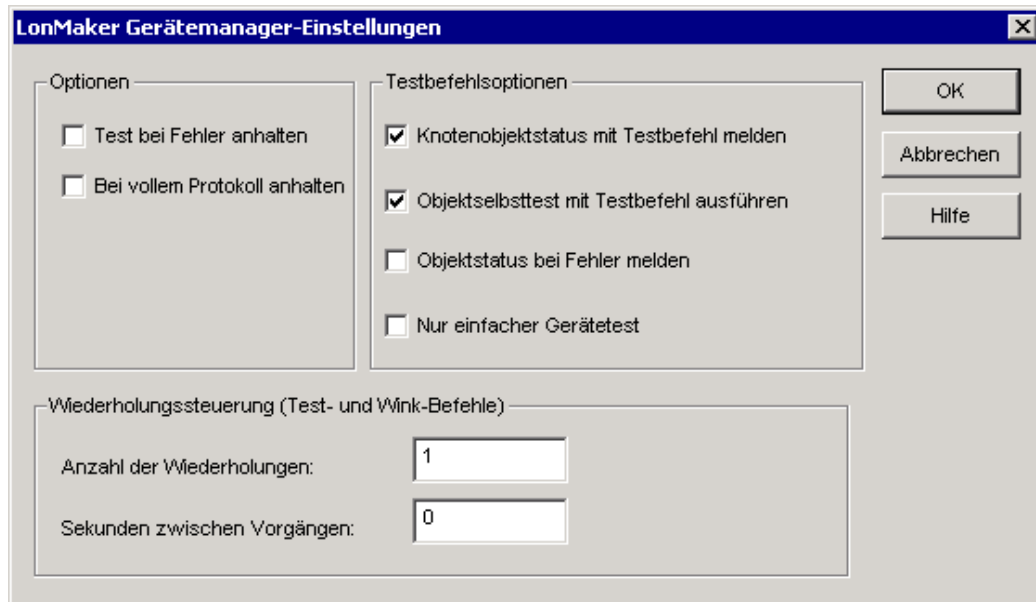 LonMaker Gerätemanager-Einstellungen
Optionen
Test bei Fehler anhalten
Bei vollem Protokoll anhalten
Testbefehlsoptionen
Knotenobjektstatus mit Testbefehl melden
Objektselbsttest mit Testbefehl ausführen
Objektstatus bei Fehler melden
Nur einfacher Gerätetest
OK
Abbrechen
Hilfe
Wiederholungssteuerung (Test- und Wink-Befehle)
Anzahl der Wiederholungen: 1
Sekunden zwischen Vorgängen: 0